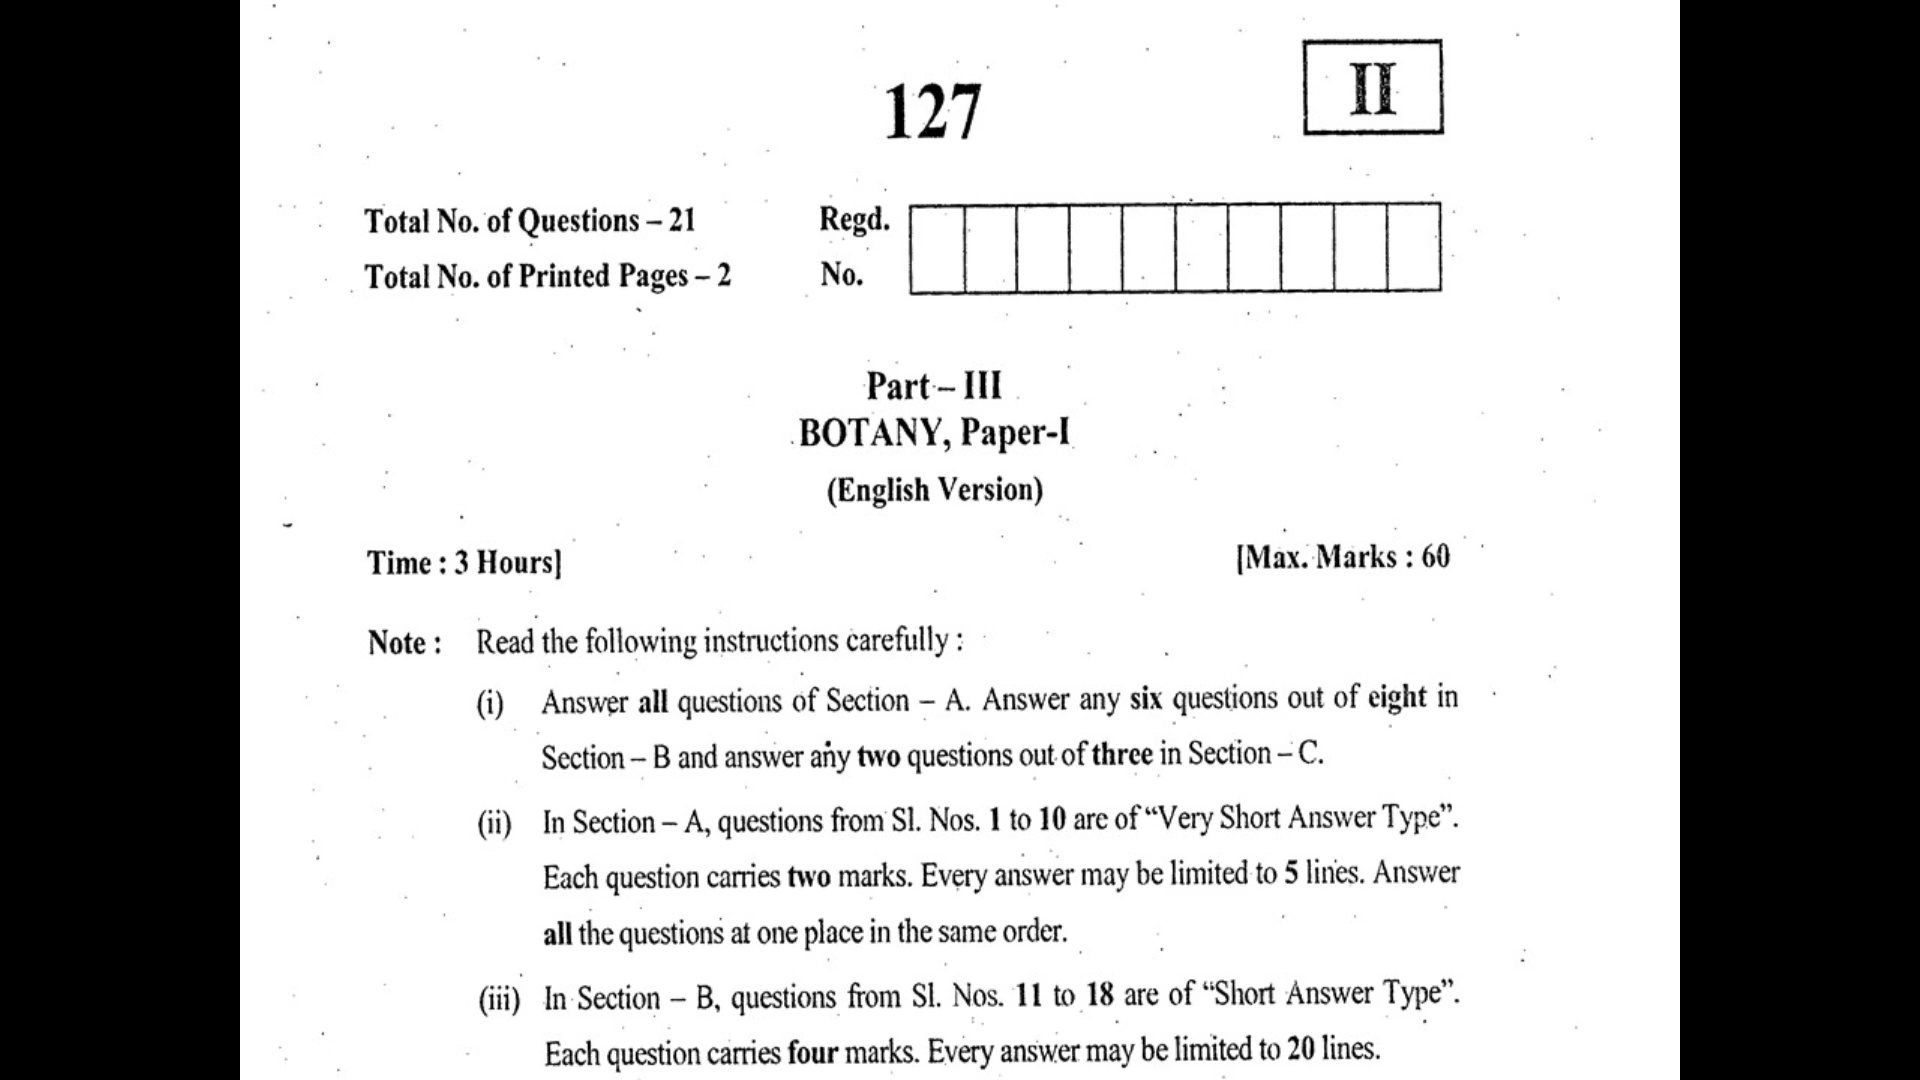 127
II
Total No. of Questions – 21
Regd.
Total No. of Printed Pages – 2
No.
Part – III
BOTANY, Paper-I
(English Version)
Time : 3 Hours]
[Max. Marks : 60
Note : Read the following instructions carefully :
(i) Answer all questions of Section – A. Answer any six questions out of eight in
Section – B and answer any two questions out of three in Section – C.
(ii) In Section – A, questions from Sl. Nos. 1 to 10 are of “Very Short Answer Type”.
Each question carries two marks. Every answer may be limited to 5 lines. Answer
all the questions at one place in the same order.
(iii) In Section – B, questions from Sl. Nos. 11 to 18 are of “Short Answer Type”.
Each question carries four marks. Every answer may be limited to 20 lines.